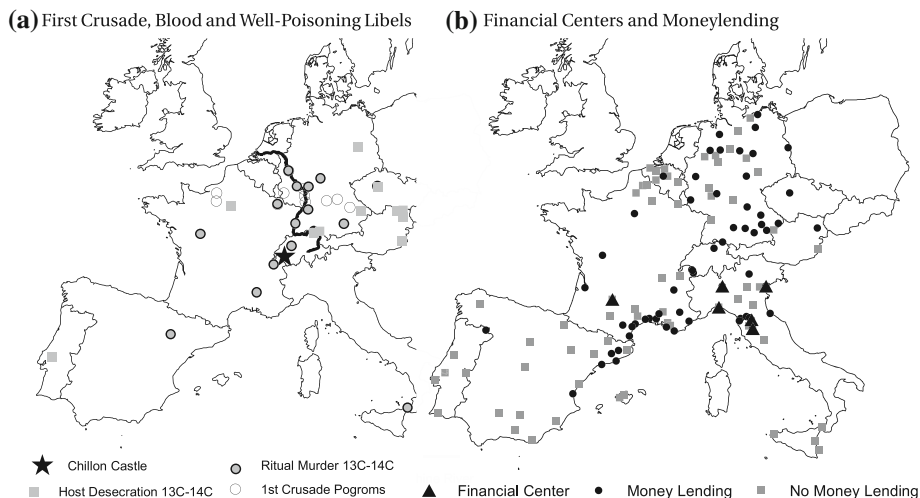 (a) First Crusade, Blood and Well-Poisoning Libels
(b) Financial Centers and Moneylending
Chillon Castle
Ritual Murder 13C-14C
Host Desecration 13C-14C
1st Crusade Pogroms
Financial Center
Money Lending
No Money Lending